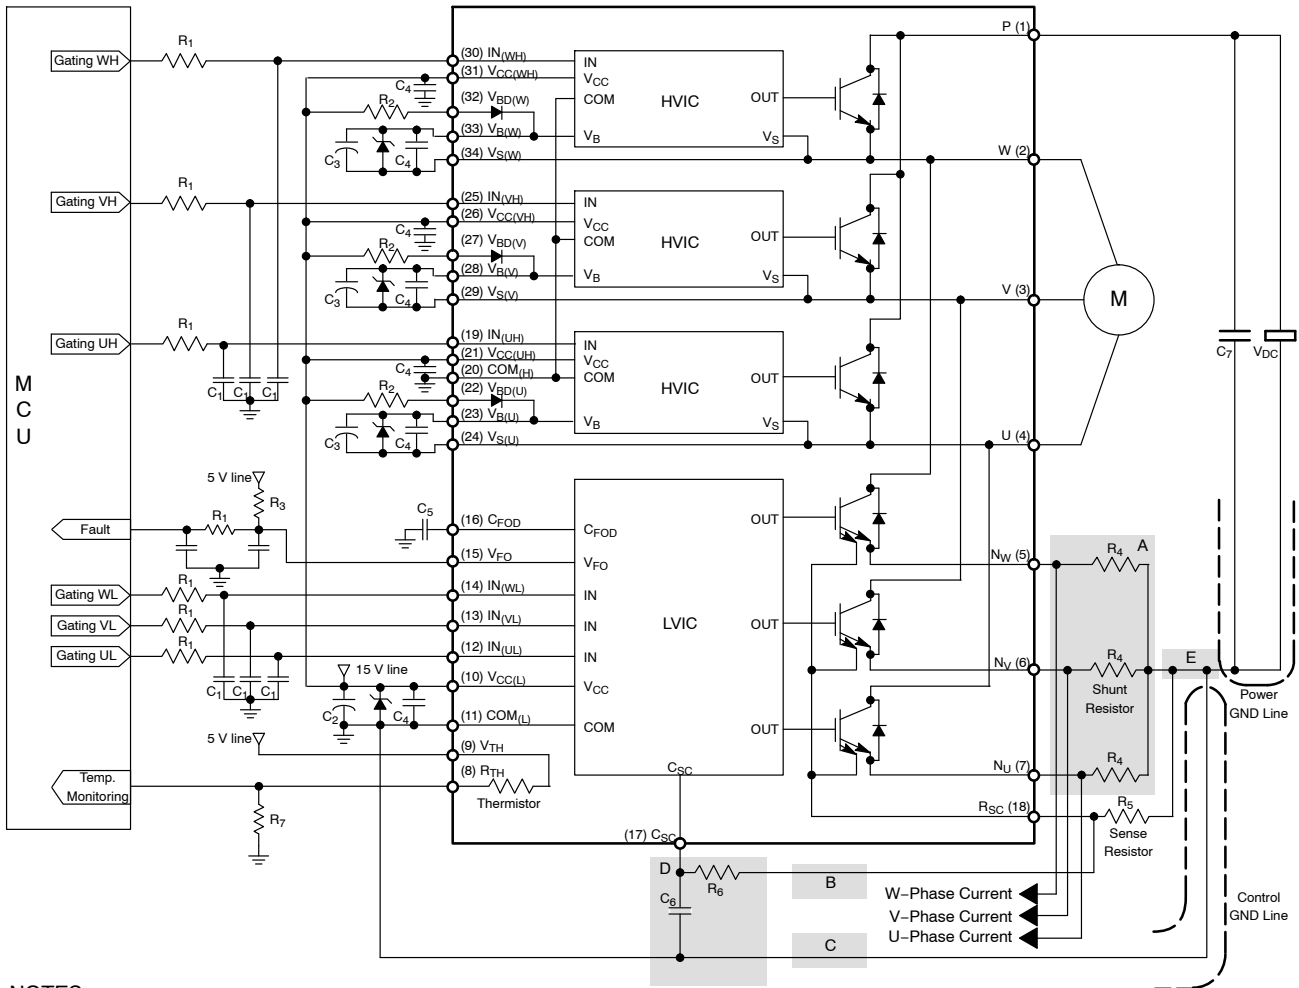 P (1)
Gating WH
R1
(30) IN(WH)
IN
(31) VCC(WH)
C4
VCC
HVIC
OUT
R2
(32) VBD(W)
COM
(33) VB(W)
VB
VS
C3
C4
(34) VS(W)
W (2)
Gating VH
R1
(25) IN(VH)
IN
(26) VCC(VH)
C4
VCC
COM
HVIC
OUT
R2
(27) VBD(V)
(28) VB(V)
VB
VS
C3
C4
(29) VS(V)
V (3)
M
Gating UH
R1
(19) IN(UH)
IN
(21) VCC(UH)
C4
VCC
(20) COM(H)
COM
HVIC
OUT
C7
VDC
C1
C1
C1
R2
(22) VBD(U)
(23) VB(U)
VB
VS
C3
C4
(24) VS(U)
U (4)
M
C
U
5 V line
R3
R1
Fault
C5
(16) CFOD
CFOD
OUT
(15) VFO
VFO
NW (5)
R4
A
Gating WL
R1
(14) IN(WL)
IN
Gating VL
R1
(13) IN(VL)
IN
LVIC
OUT
Gating UL
R1
(12) IN(UL)
IN
NV (6)
R4
E
Shunt
Resistor
Power
GND Line
C1
C1
C1
15 V line
(10) VCC(L)
VCC
C2
C4
(11) COM(L)
COM
OUT
5 V line
(9) VTH
Temp.
Monitoring
(8) RTH
Thermistor
CSC
NU (7)
R4
R7
RSC (18)
R5
Sense
Resistor
(17) CSC
D
R6
B
C6
C
W−Phase Current
V−Phase Current
U−Phase Current
Control
GND Line